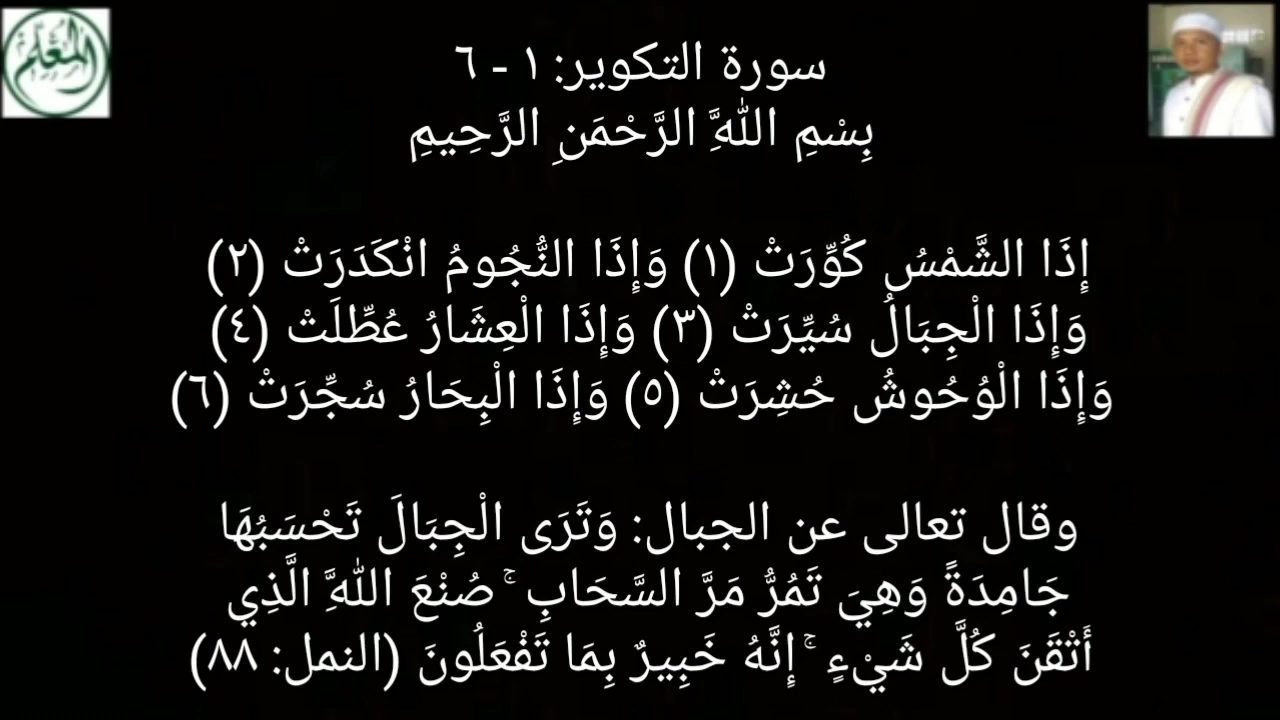 المعلم
سورة التكوير: ١ - ٦
بِسْمِ اللَّهِ الرَّحْمَنِ الرَّحِيمِ
إِذَا الشَّمْسُ كُوِّرَتْ (١) وَإِذَا النُّجُومُ انْكَدَرَتْ (٢)
وَإِذَا الْجِبَالُ سُيِّرَتْ (٣) وَإِذَا الْعِشَارُ عُطِّلَتْ (٤)
وَإِذَا الْوُحُوشُ حُشِرَتْ (٥) وَإِذَا الْبِحَارُ سُجِّرَتْ (٦)
وقال تعالى عن الجبال: وَتَرَى الْجِبَالَ تَحْسَبُهَا
جَامِدَةً وَهِيَ تَمُرُّ مَرَّ السَّحَابِ ۚ صُنْعَ اللَّهِ الَّذِي
أَتْقَنَ كُلَّ شَيْءٍ ۚ إِنَّهُ خَبِيرٌ بِمَا تَفْعَلُونَ (النمل: ٨٨)